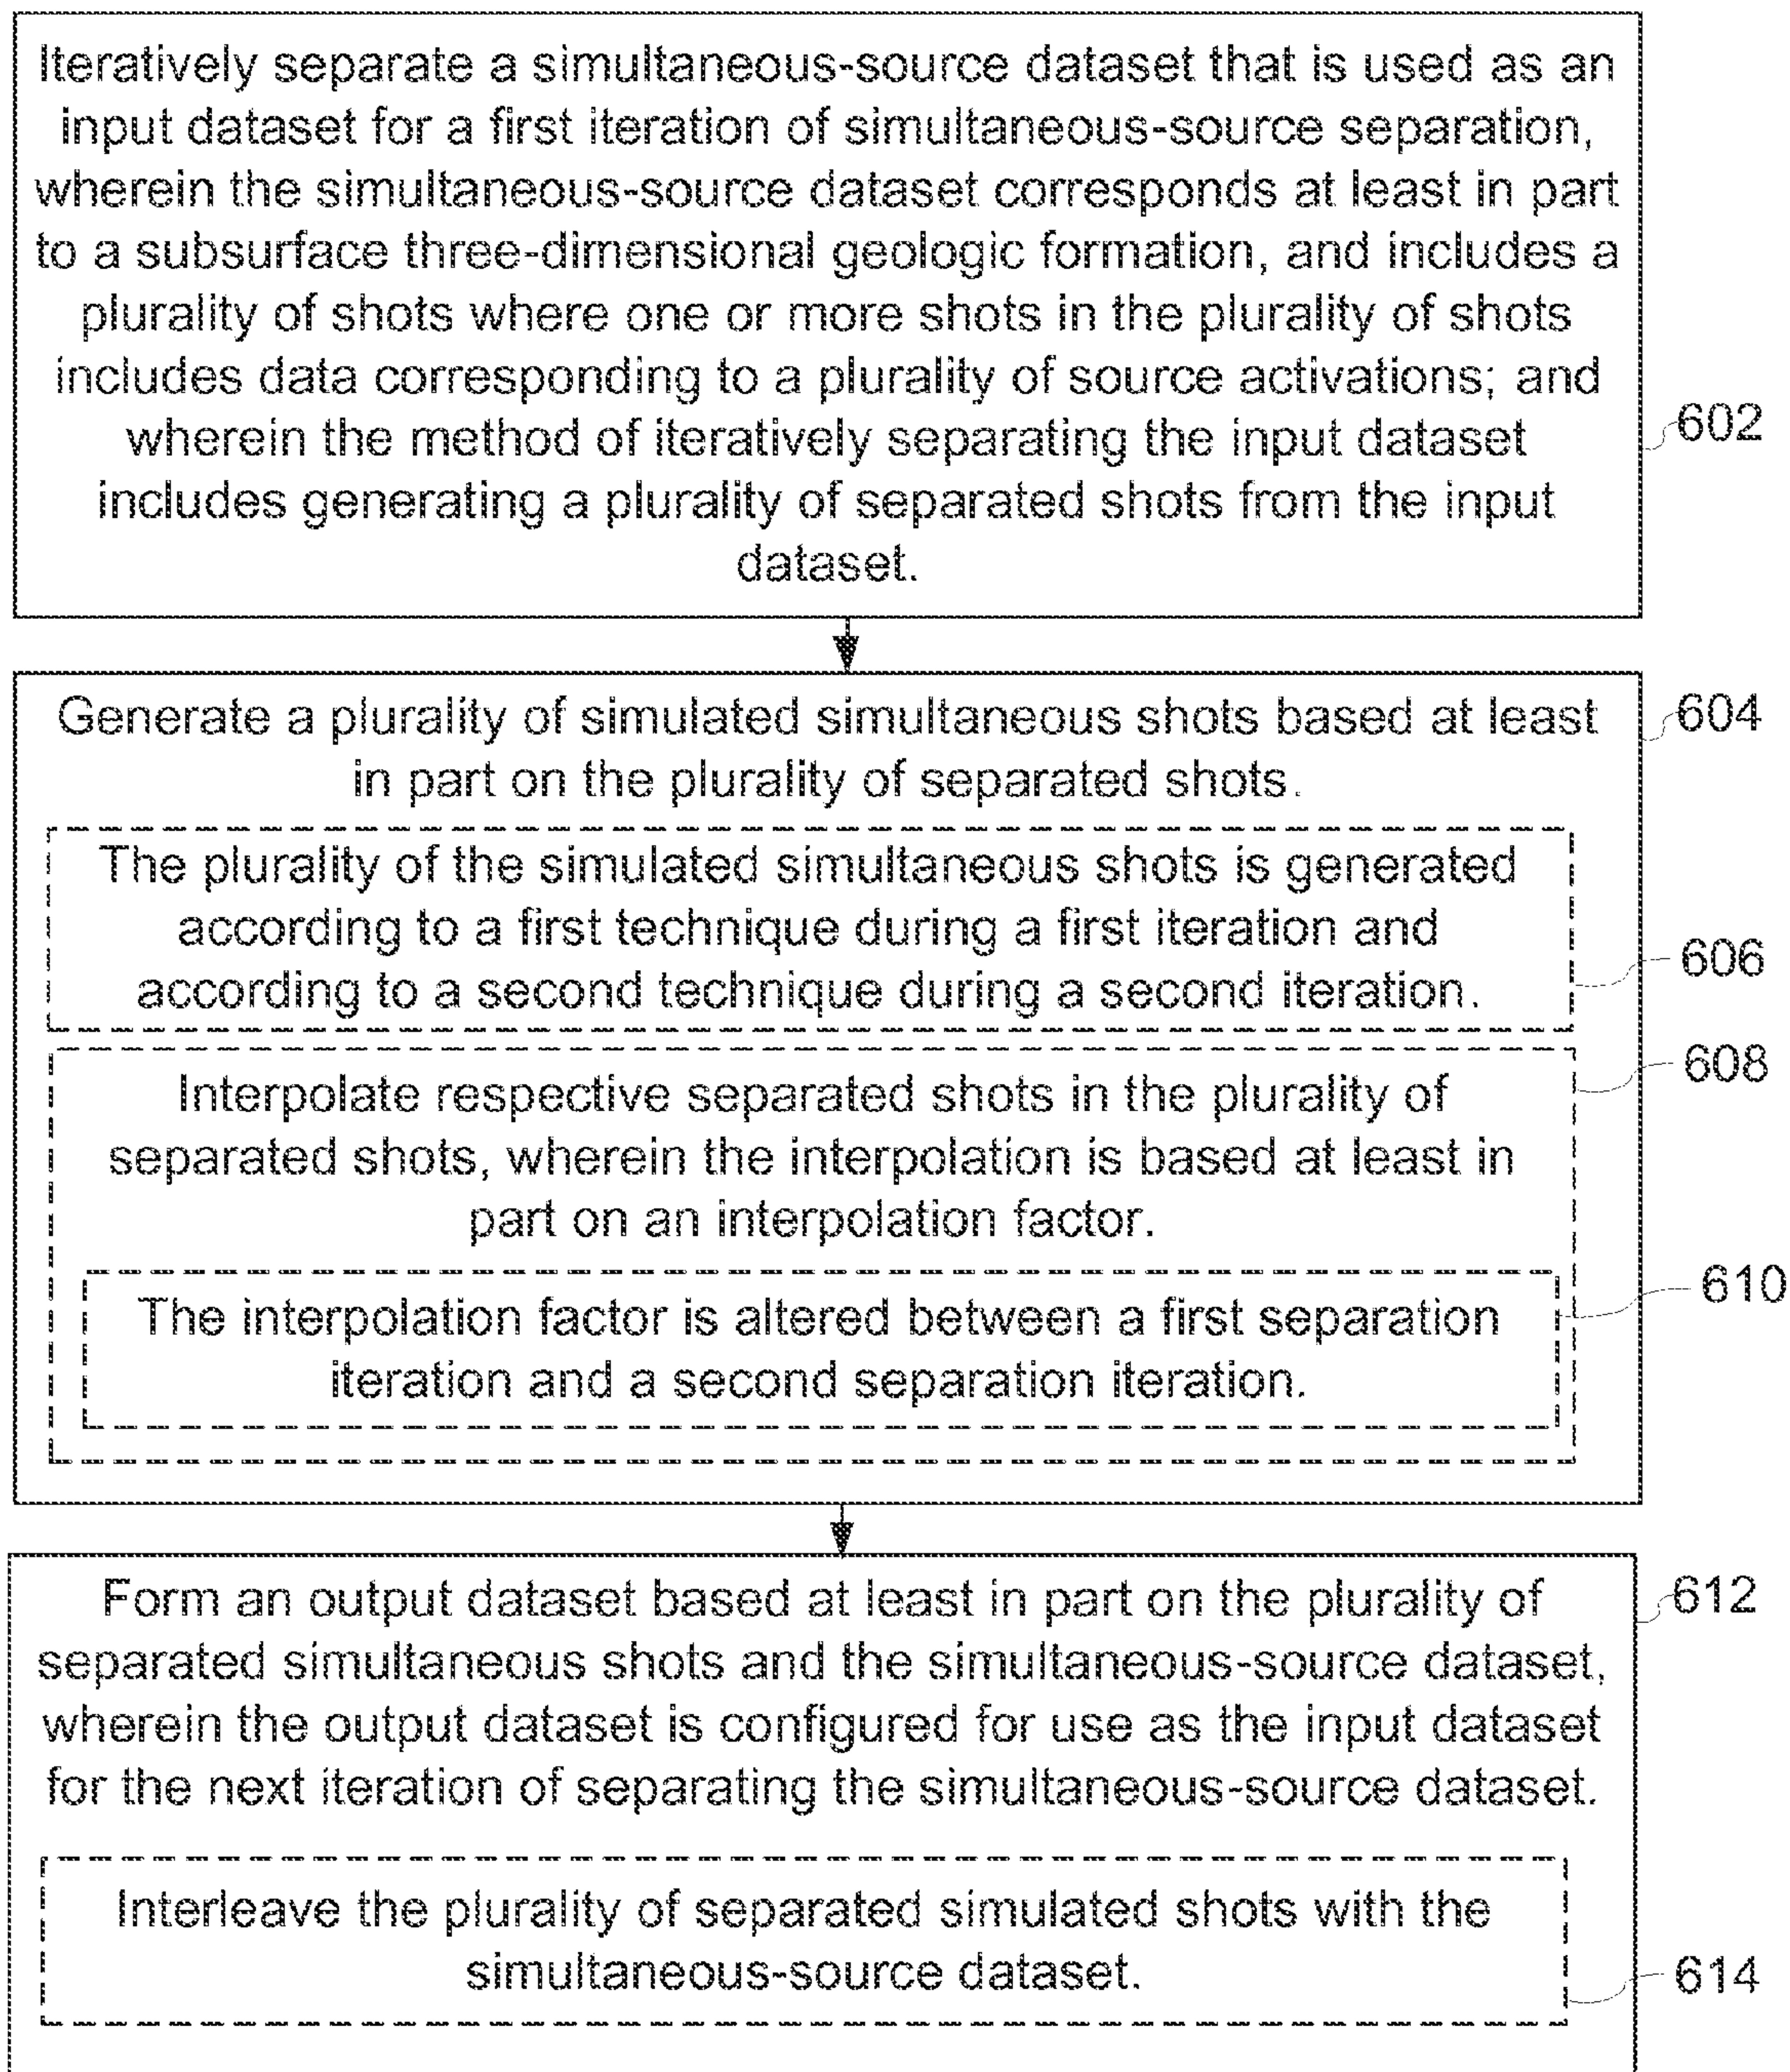 Iteratively separate a simultaneous-source dataset that is used as an
input dataset for a first iteration of simultaneous-source separation,
wherein the simultaneous-source dataset corresponds at least in part
to a subsurface three-dimensional geologic formation, and includes a
plurality of shots where one or more shots in the plurality of shots
includes data corresponding to a plurality of source activations; and
wherein the method of iteratively separating the input dataset
includes generating a plurality of separated shots from the input
dataset.
602
Generate a plurality of simulated simultaneous shots based at least
in part on the plurality of separated shots.
604
The plurality of the simulated simultaneous shots is generated
according to a first technique during a first iteration and
according to a second technique during a second iteration.
606
Interpolate respective separated shots in the plurality of
separated shots, wherein the interpolation is based at least in
part on an interpolation factor.
608
The interpolation factor is altered between a first separation
iteration and a second separation iteration.
610
Form an output dataset based at least in part on the plurality of
separated simultaneous shots and the simultaneous-source dataset,
wherein the output dataset is configured for use as the input dataset
for the next iteration of separating the simultaneous-source dataset.
612
Interleave the plurality of separated simulated shots with the
simultaneous-source dataset.
614